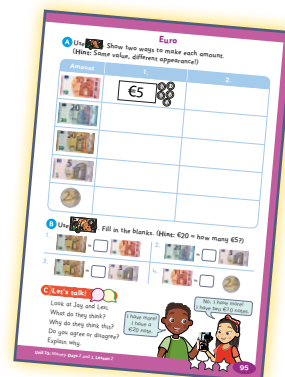 Euro
A Use . Show two ways to make each amount.
(Hint: Same value, different appearance!)
Amount 1. 2.
€5
B Use . Fill in the blanks. (Hint: €20 = how many €5?)
1. = 2. =
3. = 4. =
C Let's talk!
Look at Jay and Lexi.
What do they think?
Why do they think this?
Do you agree or disagree?
Explain why.
I have more!
I have a
€20 note.
No, I have more!
I have two €10 notes.
95